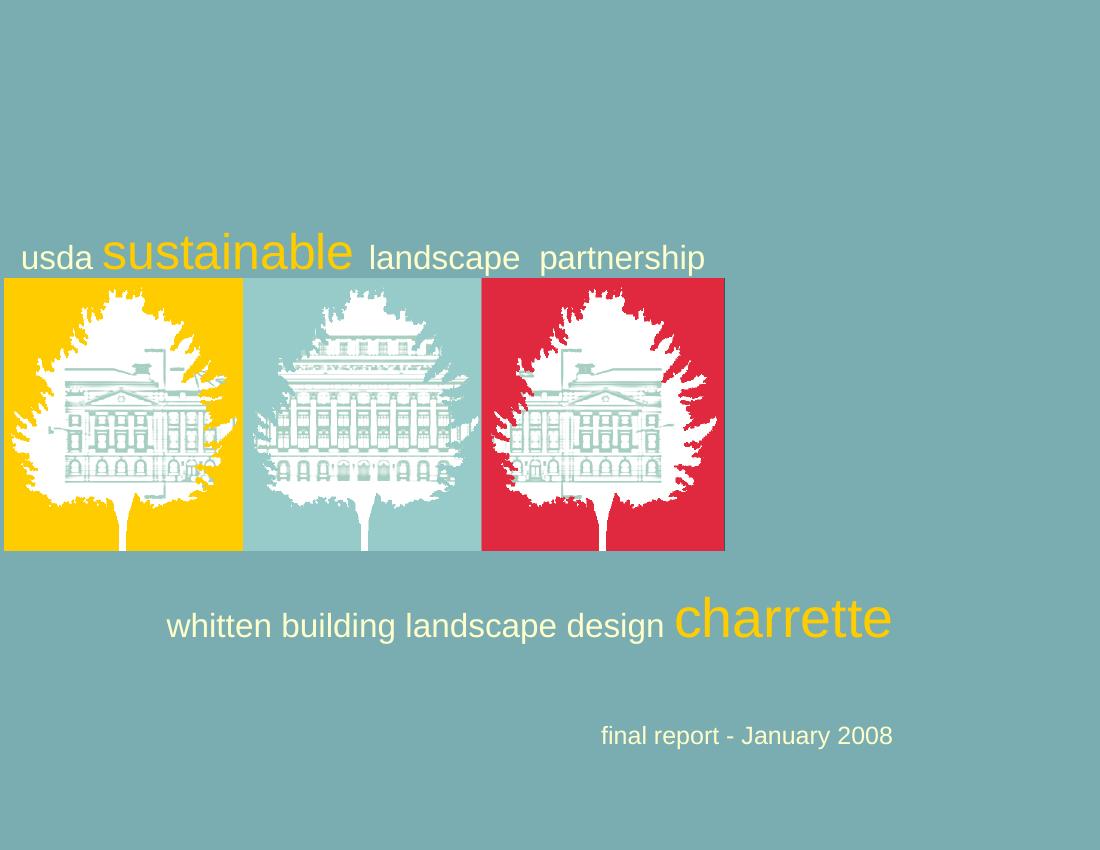 usda sustainable landscape partnership
whitten building landscape design charrette
final report - January 2008